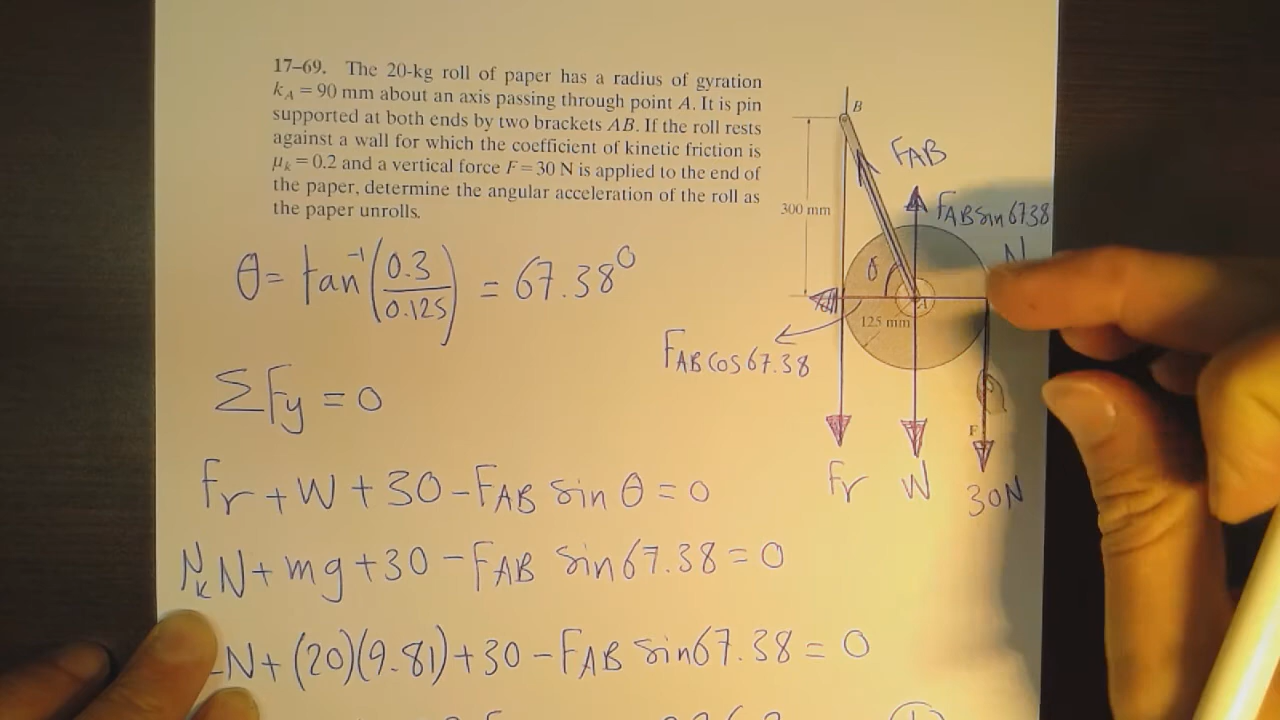 17–69. The 20-kg roll of paper has a radius of gyration
kA = 90 mm about an axis passing through point A. It is pin
supported at both ends by two brackets AB. If the roll rests
against a wall for which the coefficient of kinetic friction is
μk = 0.2 and a vertical force F = 30 N is applied to the end of
the paper, determine the angular acceleration of the roll as
the paper unrolls.
B
FAB
300 mm
FAB sin 67.38
N
θ
A
125 mm
FAB cos 67.38
F
Fr
W
30N
θ = tan⁻¹(0.3/0.125) = 67.38°
ΣFy = 0
Fr + W + 30 - FAB sin θ = 0
NkN + mg + 30 - FAB sin 67.38 = 0
N + (20)(9.81) + 30 - FAB sin 67.38 = 0